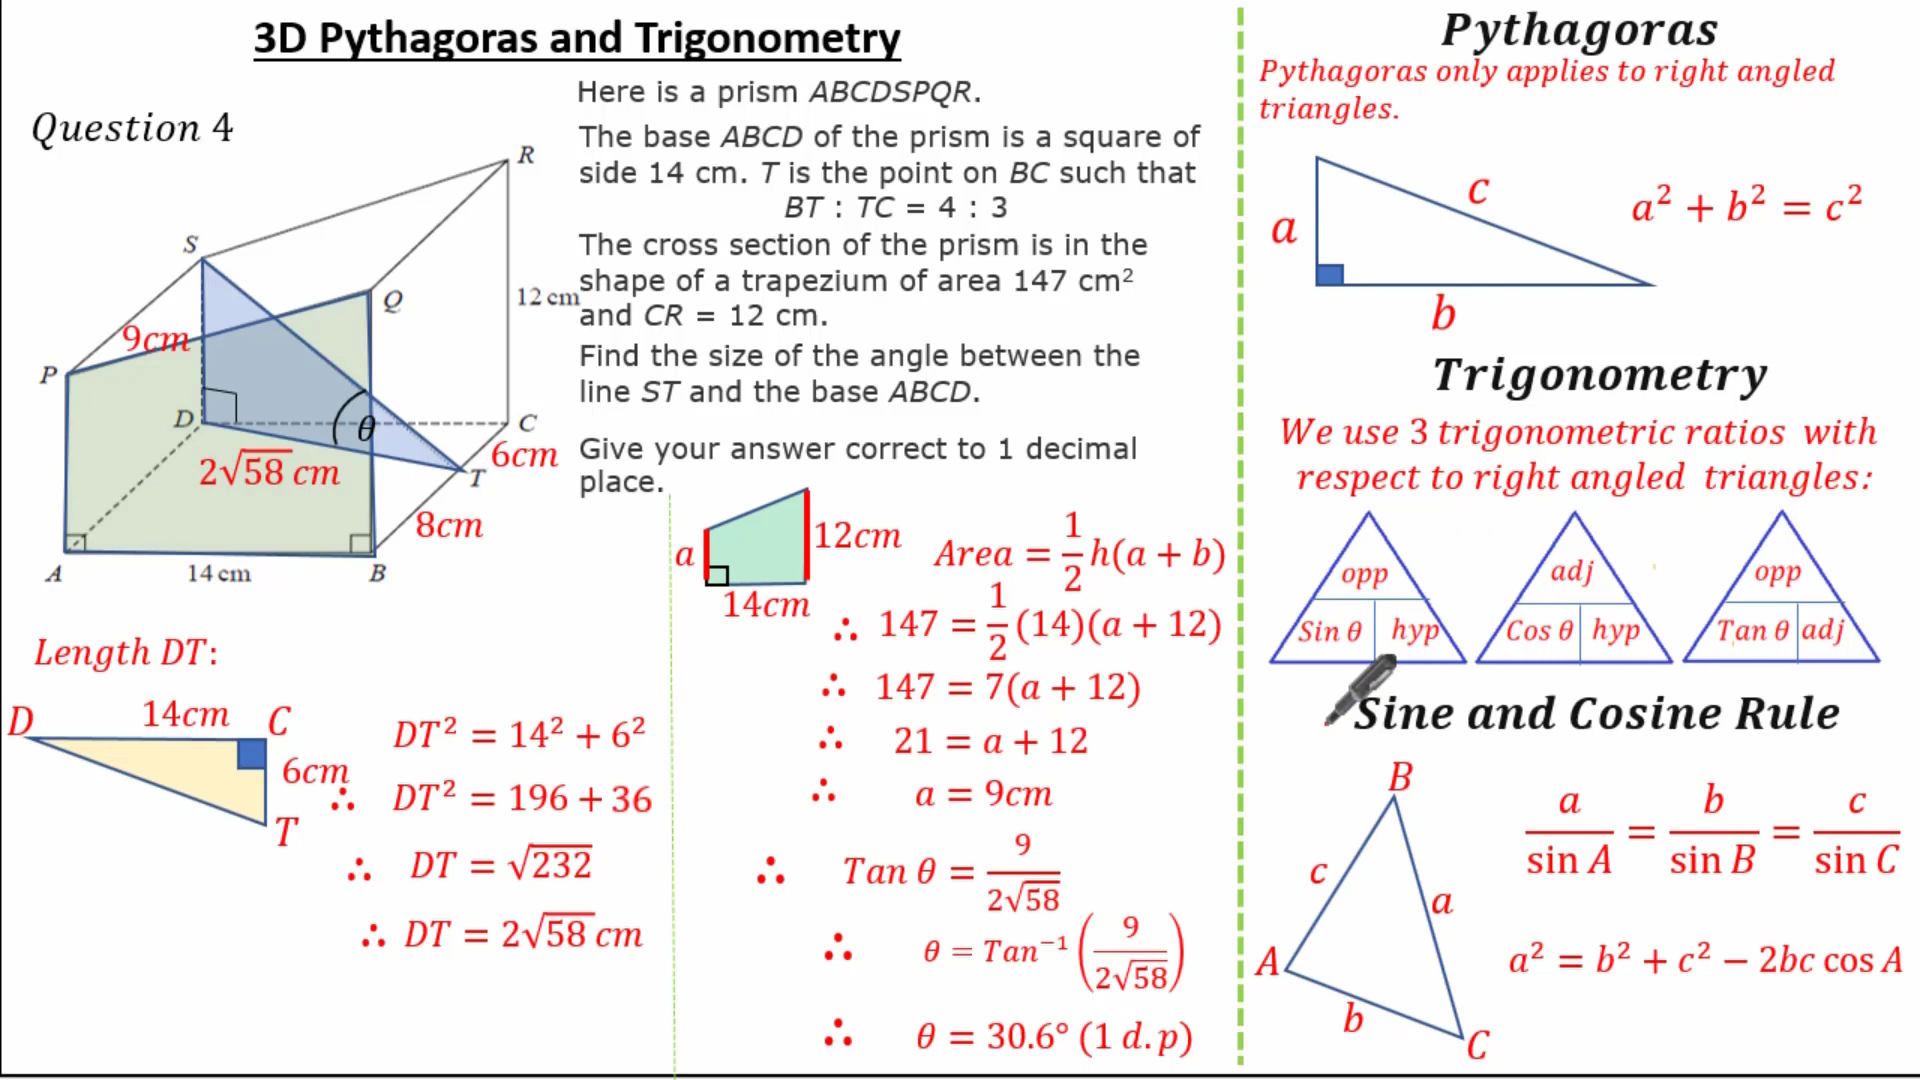 3D Pythagoras and Trigonometry
Question 4
Here is a prism ABCDSPQR.
The base ABCD of the prism is a square of
side 14 cm. T is the point on BC such that
BT : TC = 4 : 3
The cross section of the prism is in the
shape of a trapezium of area 147 cm²
and CR = 12 cm.
Find the size of the angle between the
line ST and the base ABCD.
Give your answer correct to 1 decimal
place.
R
S
Q
12 cm
9cm
P
D
θ
C
6cm
2√58 cm
T
8cm
A
14 cm
B
Length DT:
D
14cm
C
6cm
T
DT² = 14² + 6²
∴ DT² = 196 + 36
∴ DT = √232
∴ DT = 2√58 cm
a
12cm
14cm
Area = 1/2 h(a + b)
∴ 147 = 1/2 (14)(a + 12)
∴ 147 = 7(a + 12)
∴ 21 = a + 12
∴ a = 9cm
∴ Tan θ = 9/2√58
∴ θ = Tan⁻¹ (9/2√58)
∴ θ = 30.6° (1 d.p)
Pythagoras
Pythagoras only applies to right angled
triangles.
a
c
b
a² + b² = c²
Trigonometry
We use 3 trigonometric ratios with
respect to right angled triangles:
opp
Sin θ hyp
adj
Cos θ hyp
opp
Tan θ adj
Sine and Cosine Rule
B
c
a
A
b
C
a/sin A = b/sin B = c/sin C
a² = b² + c² − 2bc cos A